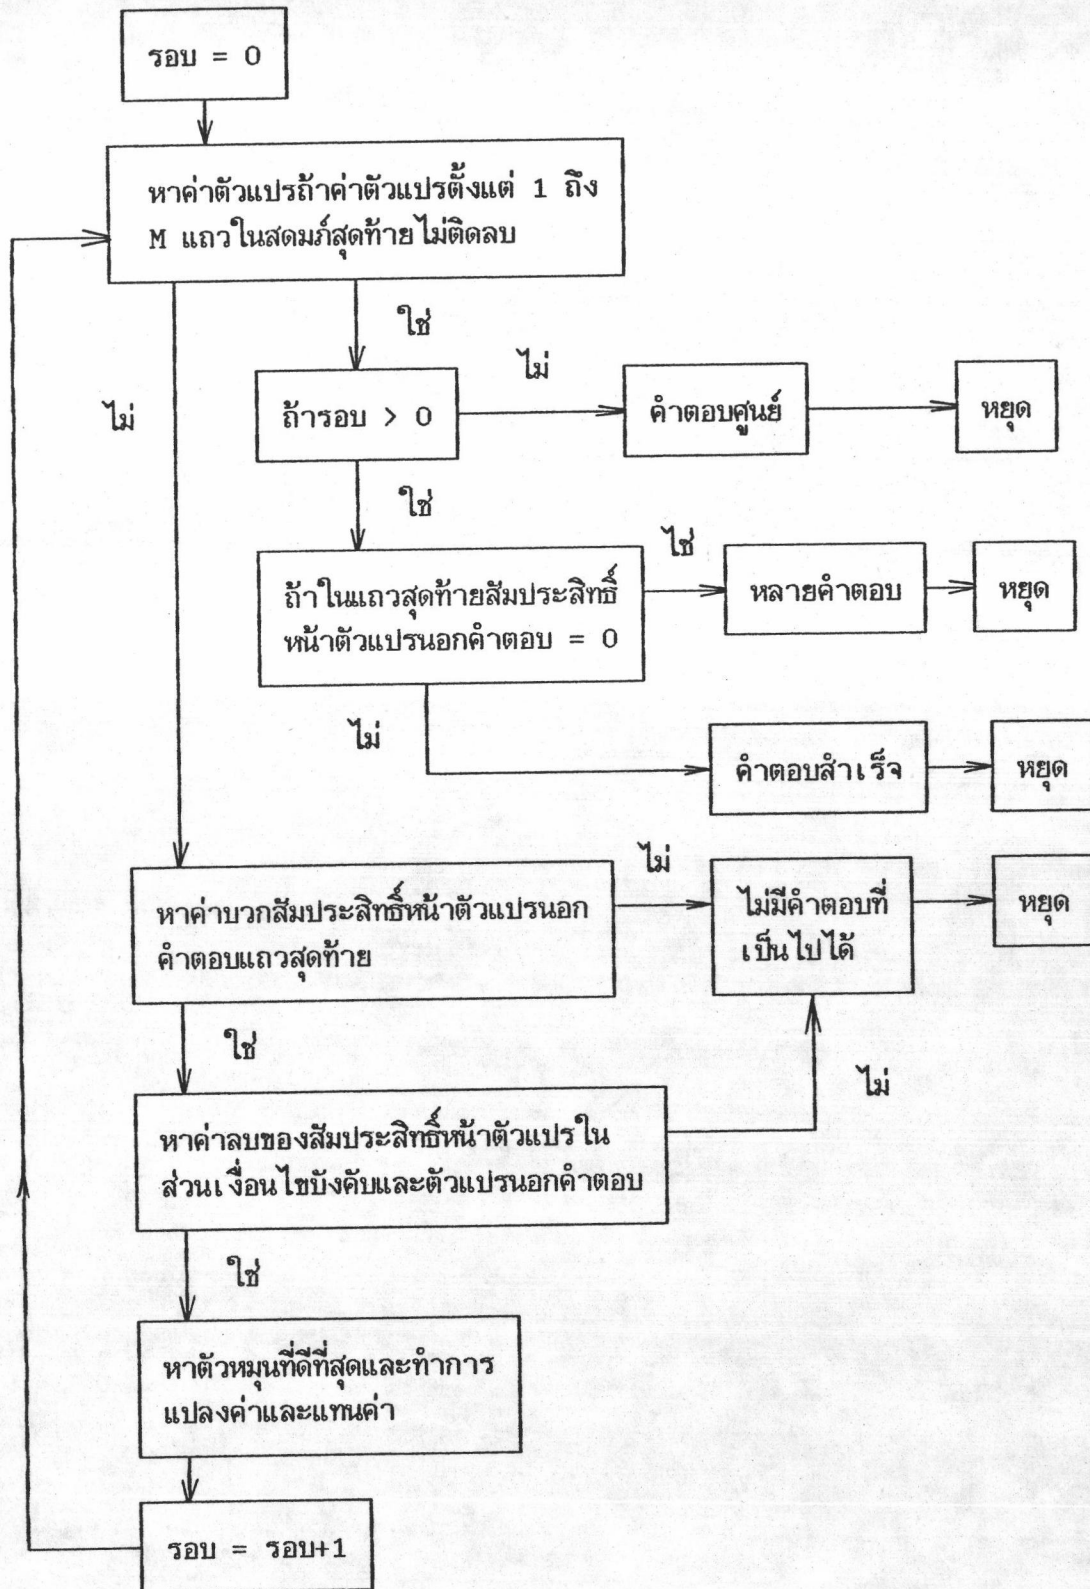 รอบ = 0
หาค่าตัวแปรถ้าค่าตัวแปรตั้งแต่ 1 ถึง
M แถวในสดมภ์สุดท้ายไม่ติดลบ
ใช่
ไม่
ไม่
ถ้ารอบ > 0
คำตอบศูนย์
หยุด
ใช่
ใช่
ถ้าในแถวสุดท้ายสัมประสิทธิ์
หน้าตัวแปรนอกคำตอบ = 0
หลายคำตอบ
หยุด
ไม่
คำตอบสำเร็จ
หยุด
ไม่
หาค่าบวกสัมประสิทธิ์หน้าตัวแปรนอก
คำตอบแถวสุดท้าย
ไม่มีคำตอบที่
เป็นไปได้
หยุด
ใช่
ไม่
หาค่าลบของสัมประสิทธิ์หน้าตัวแปรใน
ส่วนเงื่อนไขบังคับและตัวแปรนอกคำตอบ
ใช่
หาตัวหมุนที่ดีที่สุดและทำการ
แปลงค่าและแทนค่า
รอบ = รอบ+1